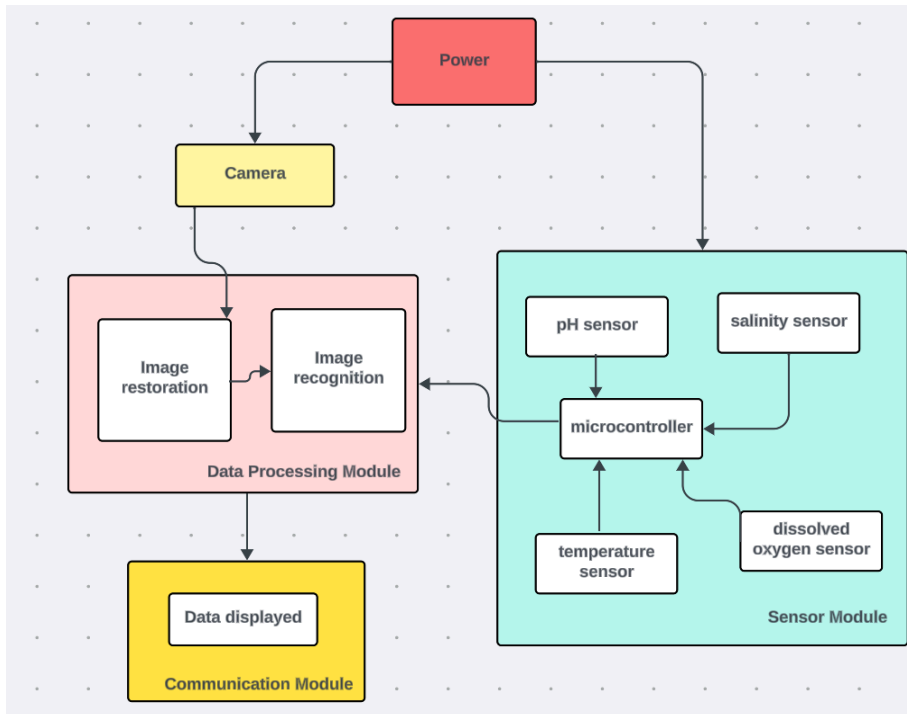 Power
Camera
pH sensor
salinity sensor
Image
restoration
Image
recognition
microcontroller
Data Processing Module
temperature
sensor
dissolved
oxygen sensor
Data displayed
Sensor Module
Communication Module